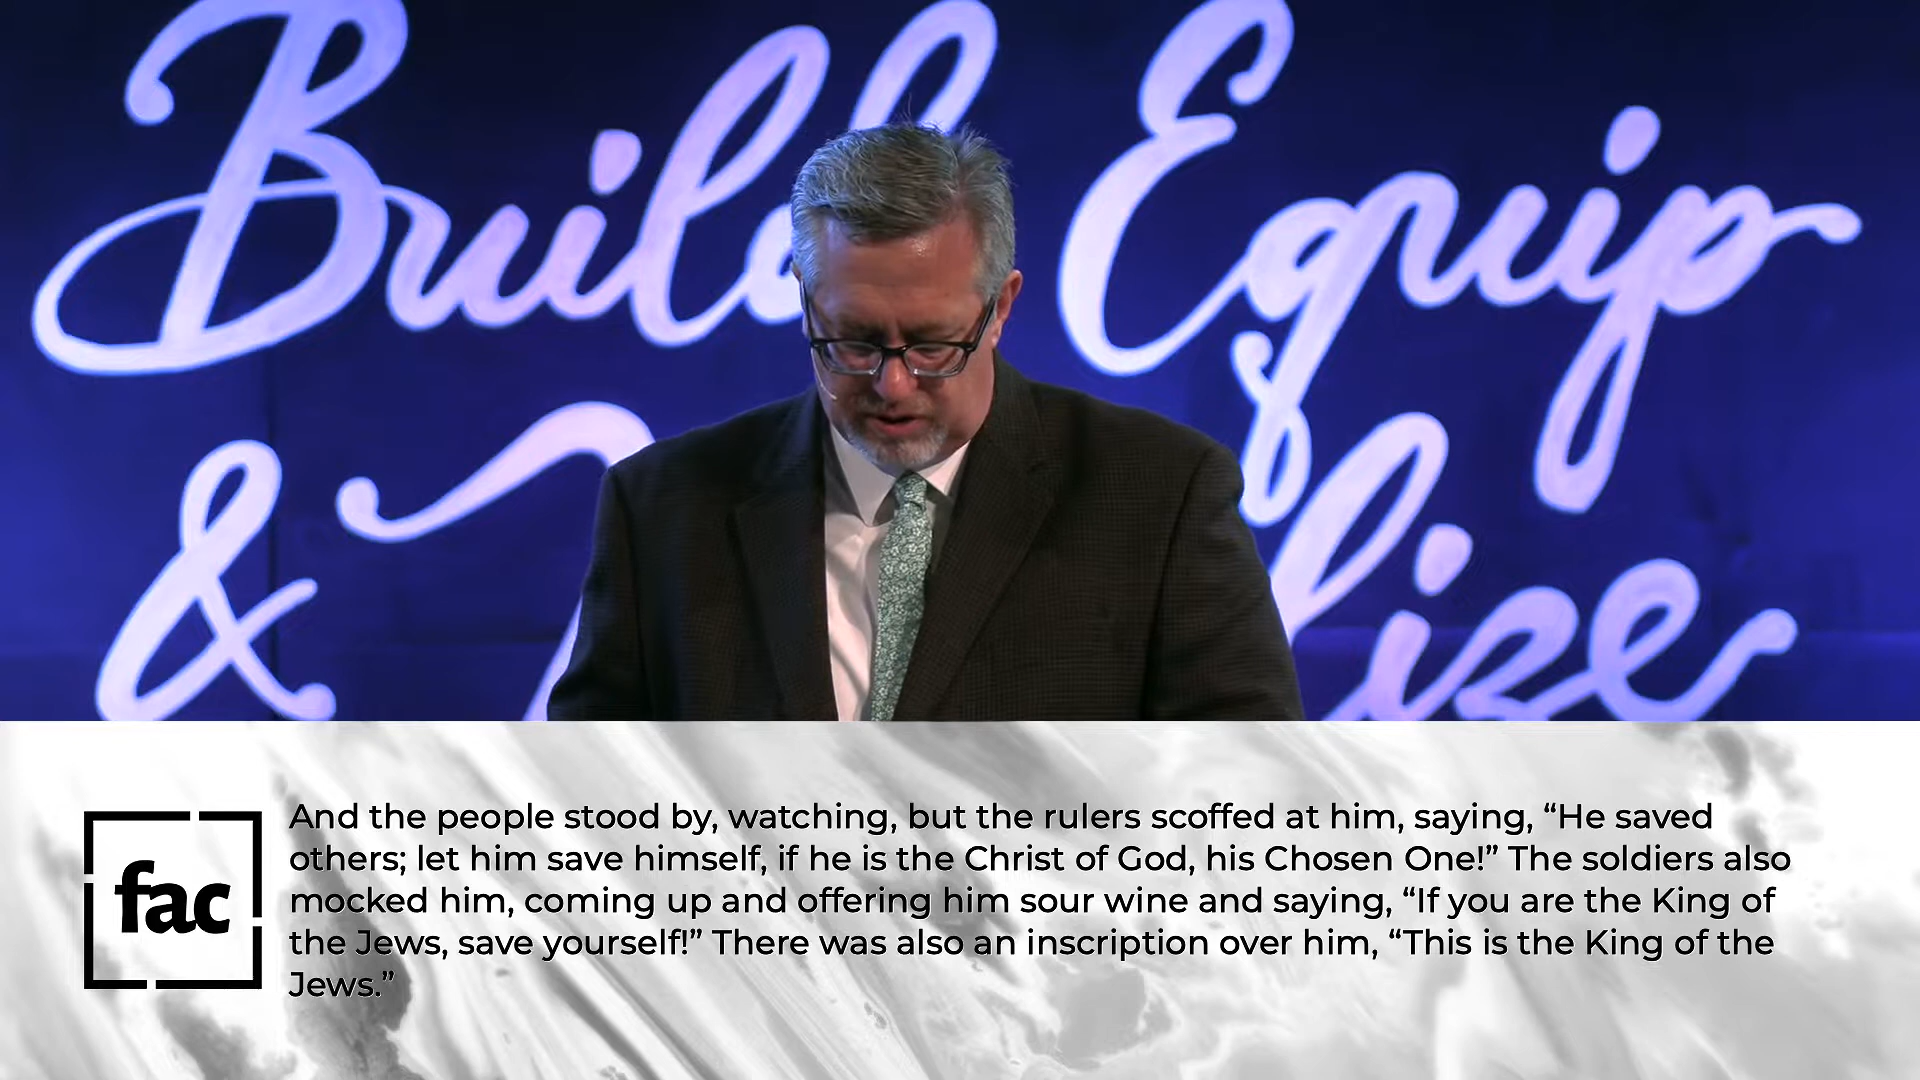 Build Equip
&
fac
And the people stood by, watching, but the rulers scoffed at him, saying, “He saved
others; let him save himself, if he is the Christ of God, his Chosen One!” The soldiers also
mocked him, coming up and offering him sour wine and saying, “If you are the King of
the Jews, save yourself!” There was also an inscription over him, “This is the King of the
Jews.”